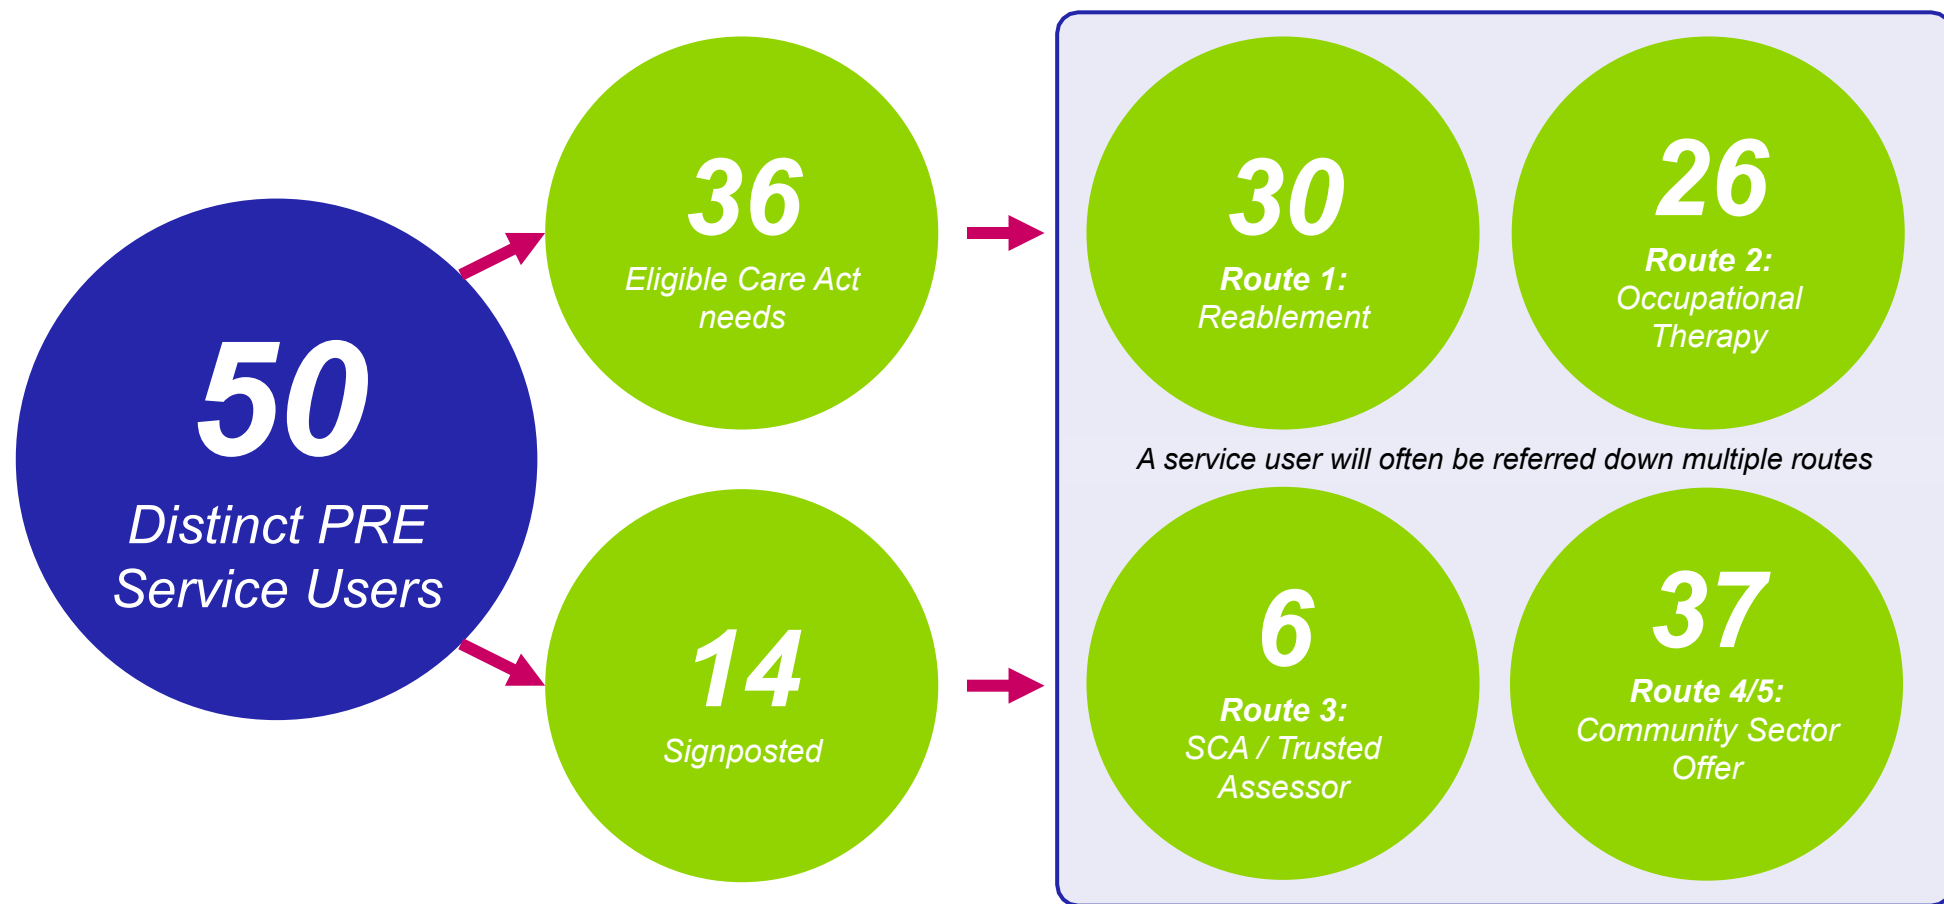 50
Distinct PRE
Service Users
36
Eligible Care Act
needs
14
Signposted
30
Route 1:
Reablement
26
Route 2:
Occupational
Therapy
A service user will often be referred down multiple routes
6
Route 3:
SCA / Trusted
Assessor
37
Route 4/5:
Community Sector
Offer